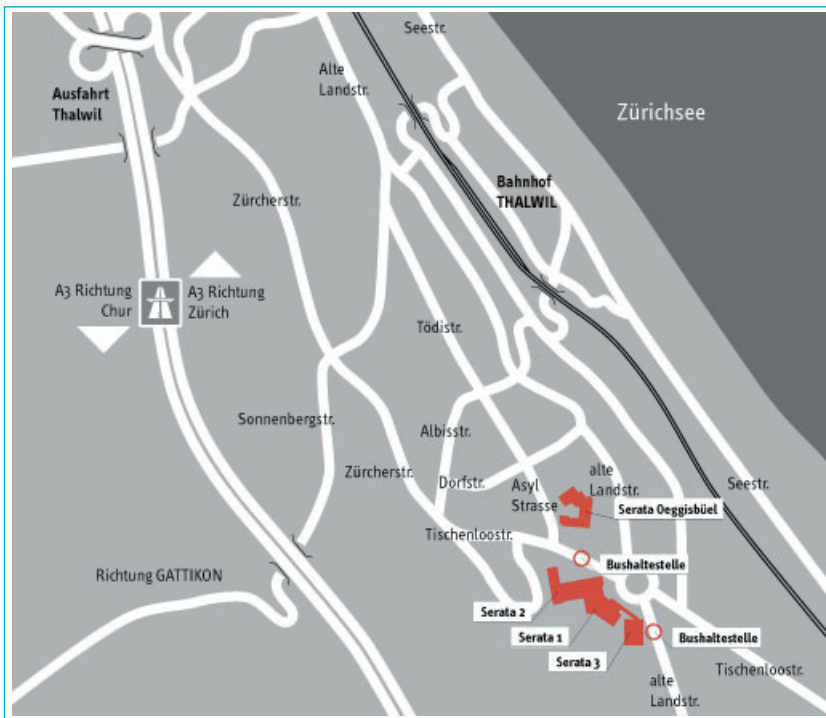 Seestr.
Alte
Landstr.
Ausfahrt
Thalwil
Zürichsee
Bahnhof
THALWIL
Zürcherstr.
A3 Richtung
Chur
A3 Richtung
Zürich
Tödistr.
Sonnenbergstr.
Albisstr.
Zürcherstr.
Dorfstr.
Asyl
Strasse
alte
Landstr.
Seestr.
Serata Oeggisbüel
Tischenloostr.
Bushaltestelle
Richtung GATTIKON
Serata 2
Serata 1
Bushaltestelle
Serata 3
Tischenloostr.
alte
Landstr.